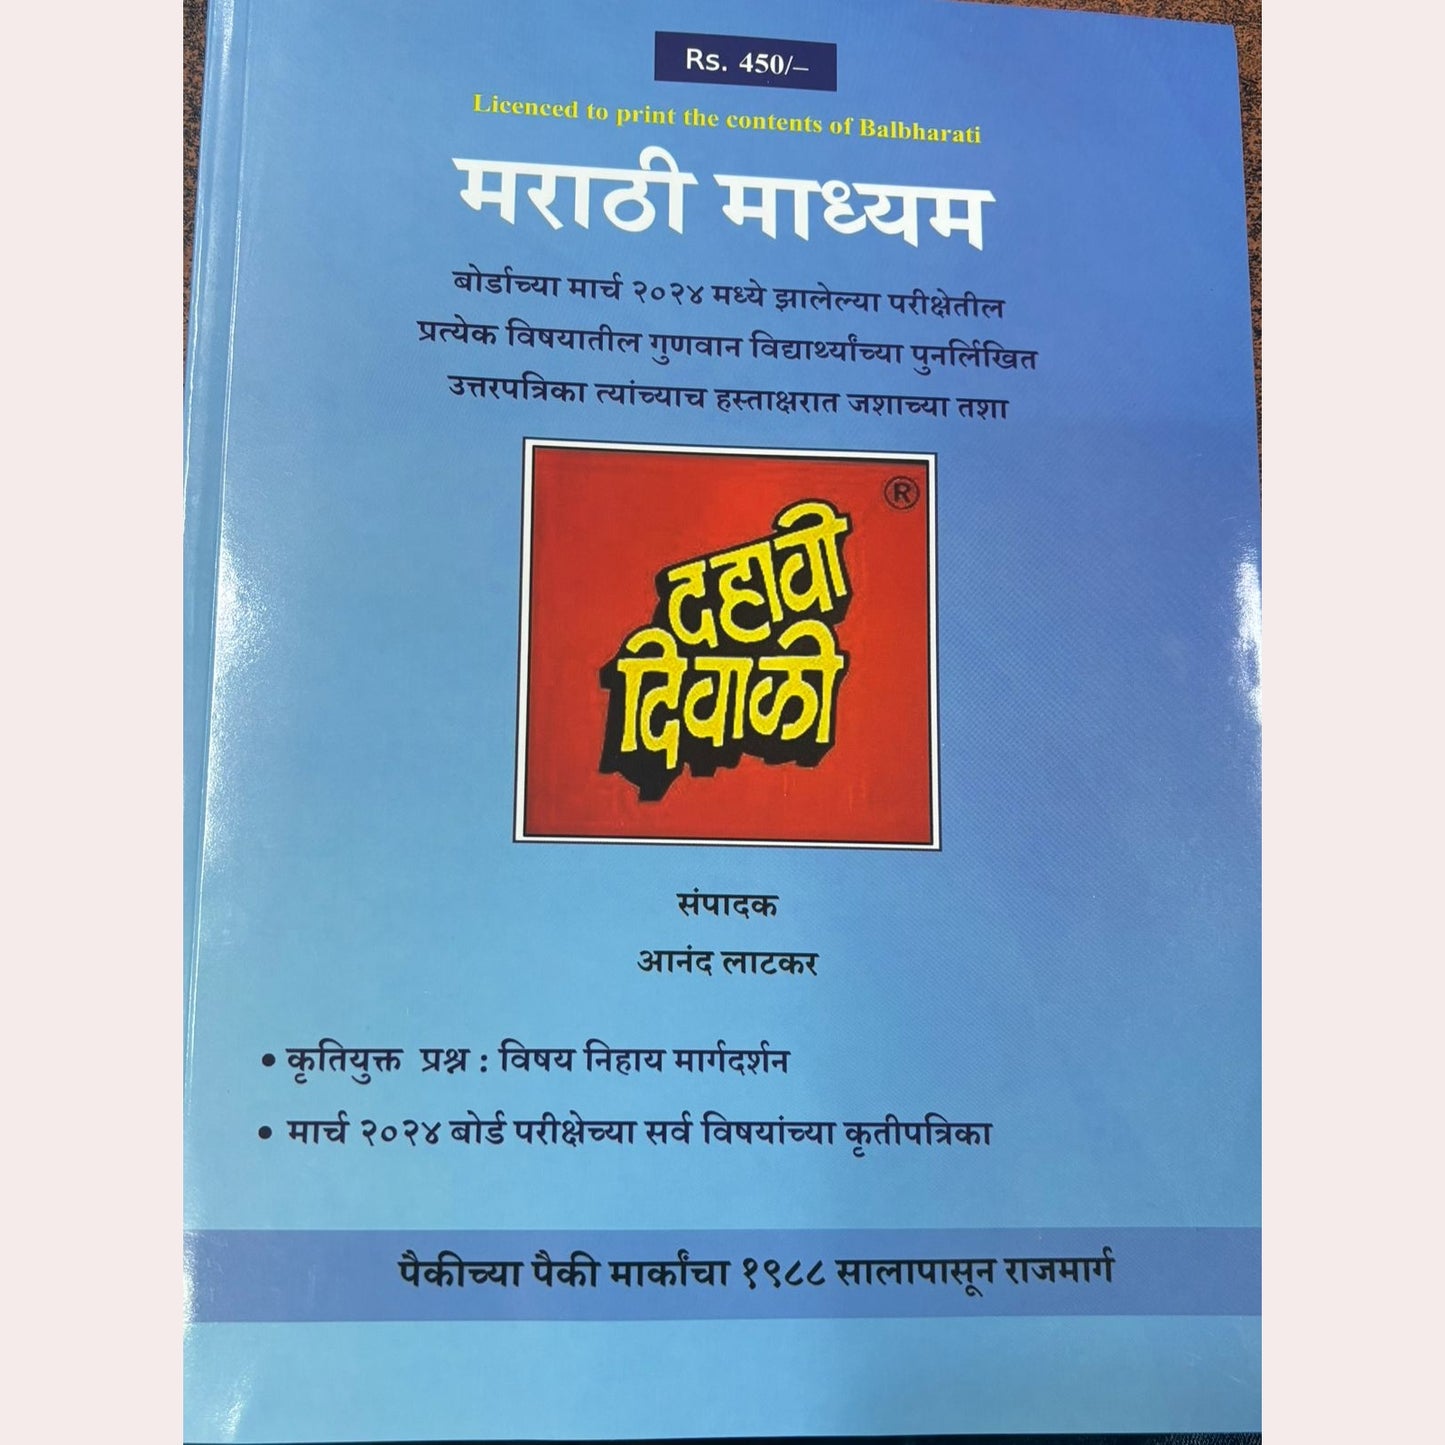 Rs. 450/–
Licenced to print the contents of Balbharati
मराठी माध्यम
बोर्डाच्या मार्च २०२४ मध्ये झालेल्या परीक्षेतील
प्रत्येक विषयातील गुणवान विद्यार्थ्यांच्या पुनर्लिखित
उत्तरपत्रिका त्यांच्याच हस्ताक्षरात जशाच्या तशा
®
दहावी
दिवाळी
संपादक
आनंद लाटकर
• कृतियुक्त प्रश्न : विषय निहाय मार्गदर्शन
• मार्च २०२४ बोर्ड परीक्षेच्या सर्व विषयांच्या कृतीपत्रिका
पैकीच्या पैकी मार्कांचा १९८८ सालापासून राजमार्ग